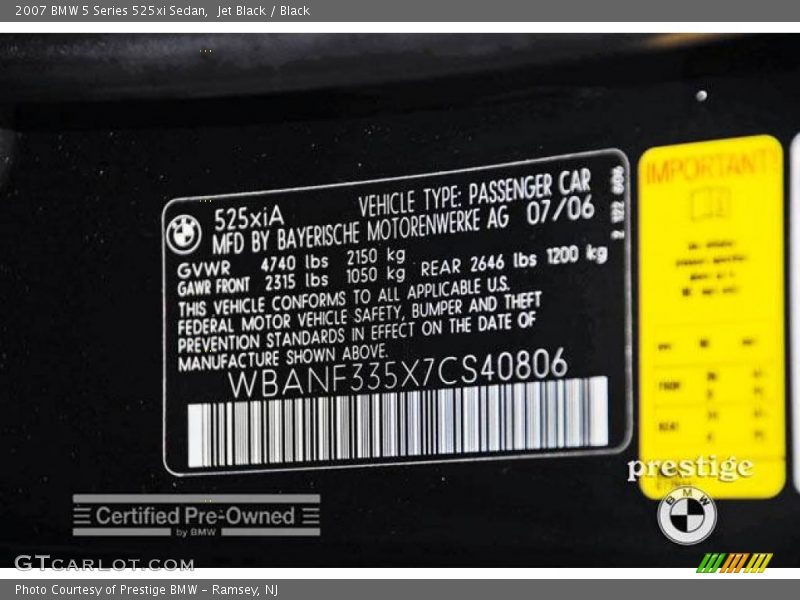 2007 BMW 5 Series 525xi Sedan, Jet Black / Black
525xiA VEHICLE TYPE: PASSENGER CAR
MFD BY BAYERISCHE MOTORENWERKE AG 07/06
GVWR 4740 lbs 2150 kg
GAWR FRONT 2315 lbs 1050 kg REAR 2646 lbs 1200 kg
THIS VEHICLE CONFORMS TO ALL APPLICABLE U.S.
FEDERAL MOTOR VEHICLE SAFETY, BUMPER AND THEFT
PREVENTION STANDARDS IN EFFECT ON THE DATE OF
MANUFACTURE SHOWN ABOVE.
WBANF335X7CS40806
IMPORTANT!
prestige
BMW
Certified Pre-Owned
by BMW
GTCARLOT.COM
Photo Courtesy of Prestige BMW - Ramsey, NJ